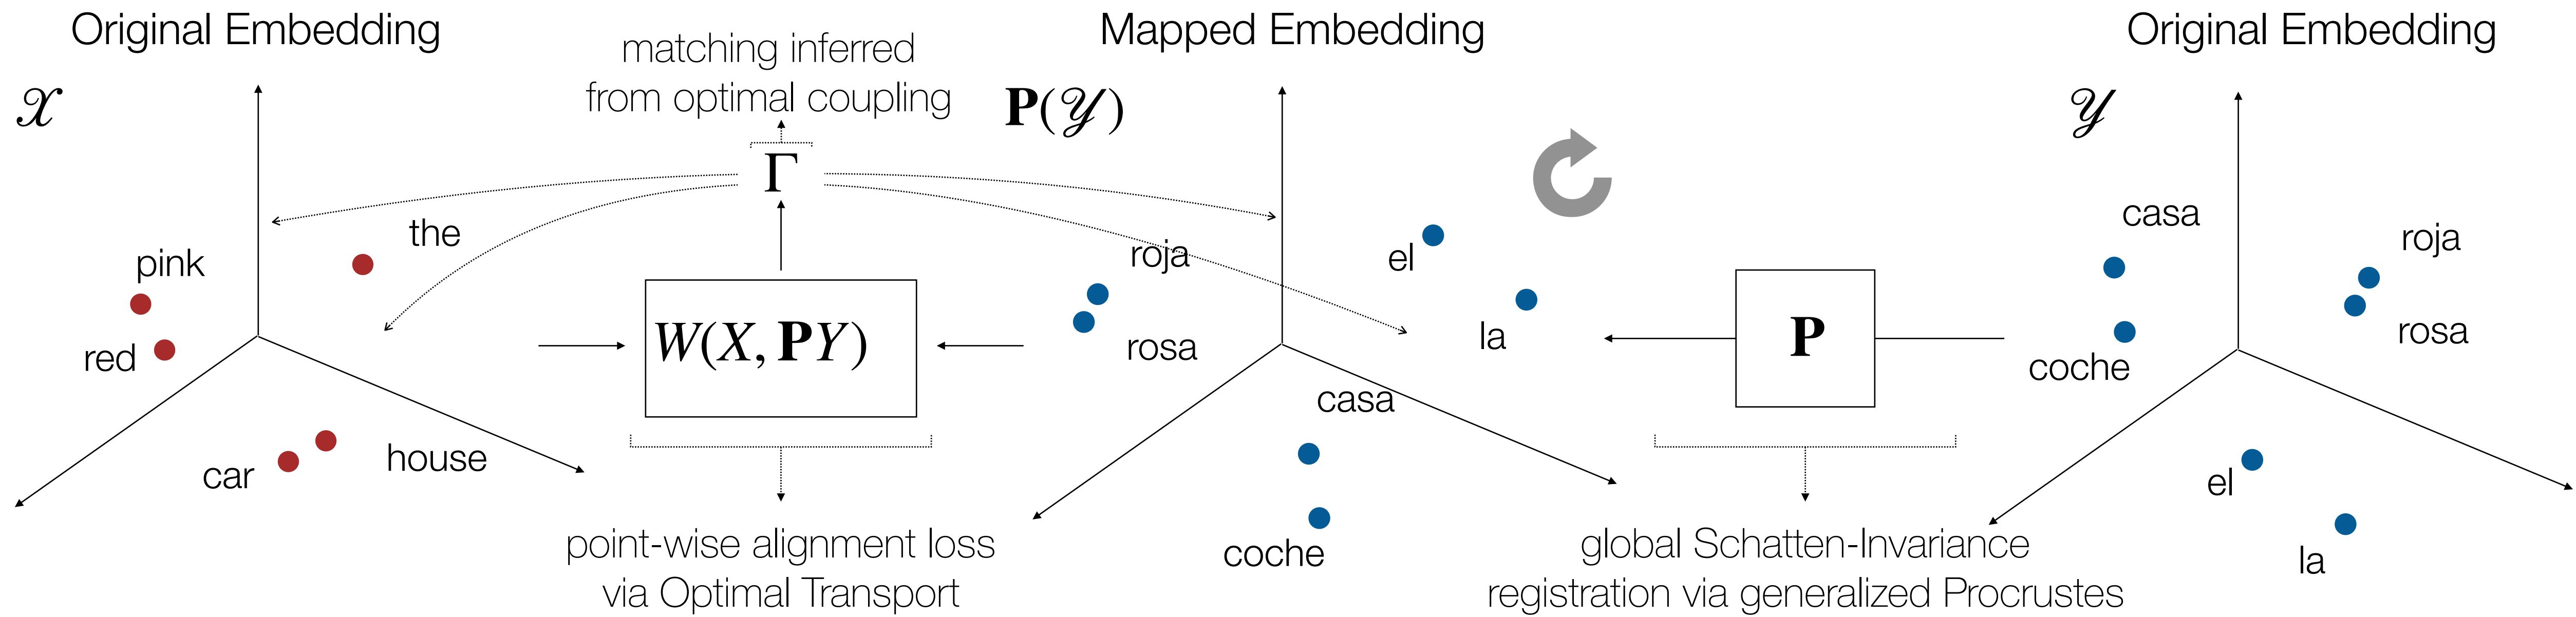 Original Embedding
𝒳
pink
the
red
car
house
matching inferred
from optimal coupling
Γ
W(X, PY)
point-wise alignment loss
via Optimal Transport
Mapped Embedding
P(𝒴)
roja
rosa
el
la
casa
coche
P
global Schatten-Invariance
registration via generalized Procrustes
Original Embedding
𝒴
casa
roja
rosa
coche
el
la